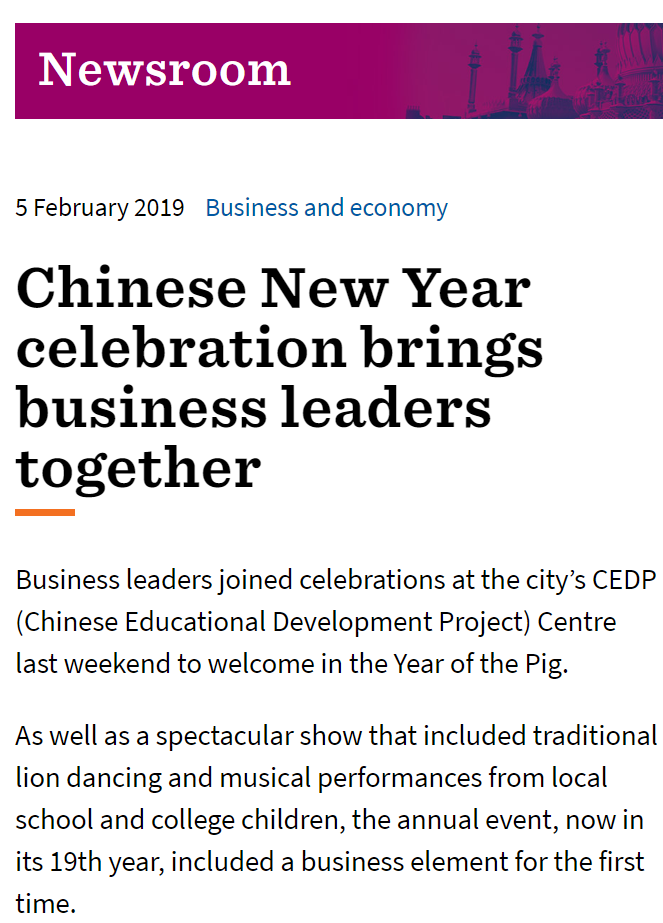 Newsroom
5 February 2019 Business and economy
Chinese New Year
celebration brings
business leaders
together
Business leaders joined celebrations at the city’s CEDP
(Chinese Educational Development Project) Centre
last weekend to welcome in the Year of the Pig.
As well as a spectacular show that included traditional
lion dancing and musical performances from local
school and college children, the annual event, now in
its 19th year, included a business element for the first
time.